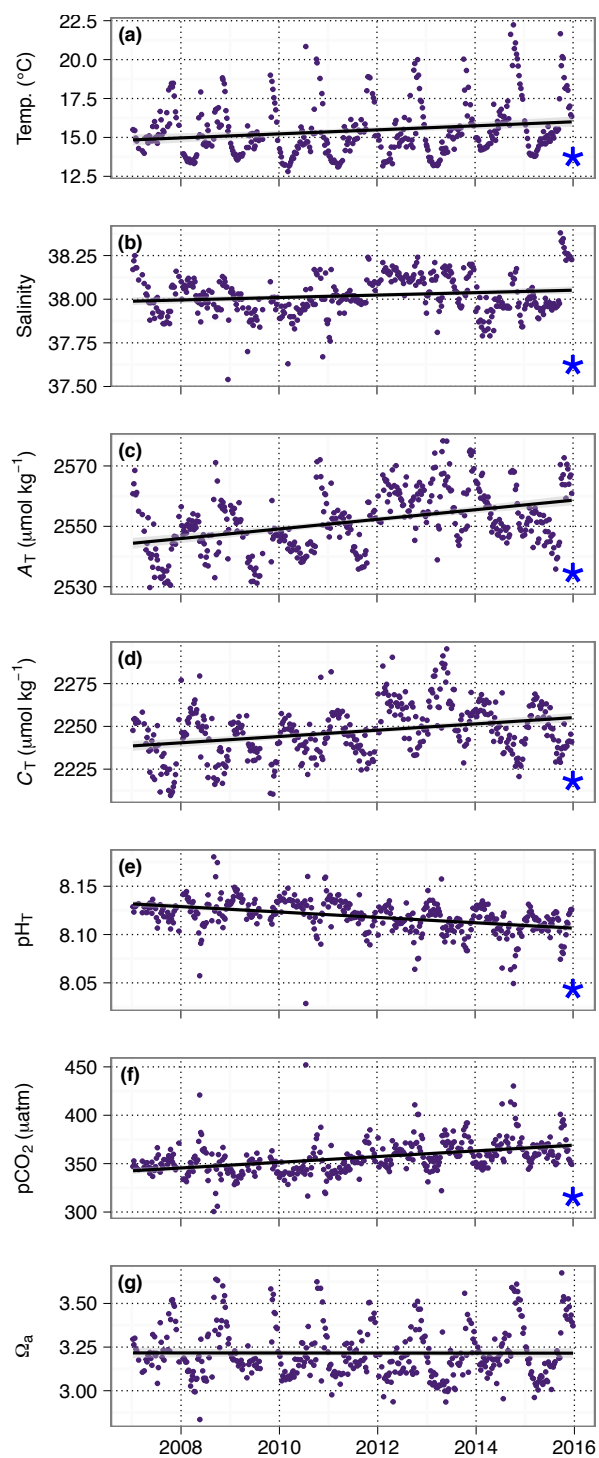 (a)
Temp. (°C)
22.5
20.0
17.5
15.0
12.5
(b)
Salinity
38.25
38.00
37.75
37.50
(c)
A_T (μmol kg⁻¹)
2570
2550
2530
(d)
C_T (μmol kg⁻¹)
2275
2250
2225
(e)
pH_T
8.15
8.10
8.05
(f)
pCO₂ (μatm)
450
400
350
300
(g)
Ωₐ
3.50
3.25
3.00
2008 2010 2012 2014 2016